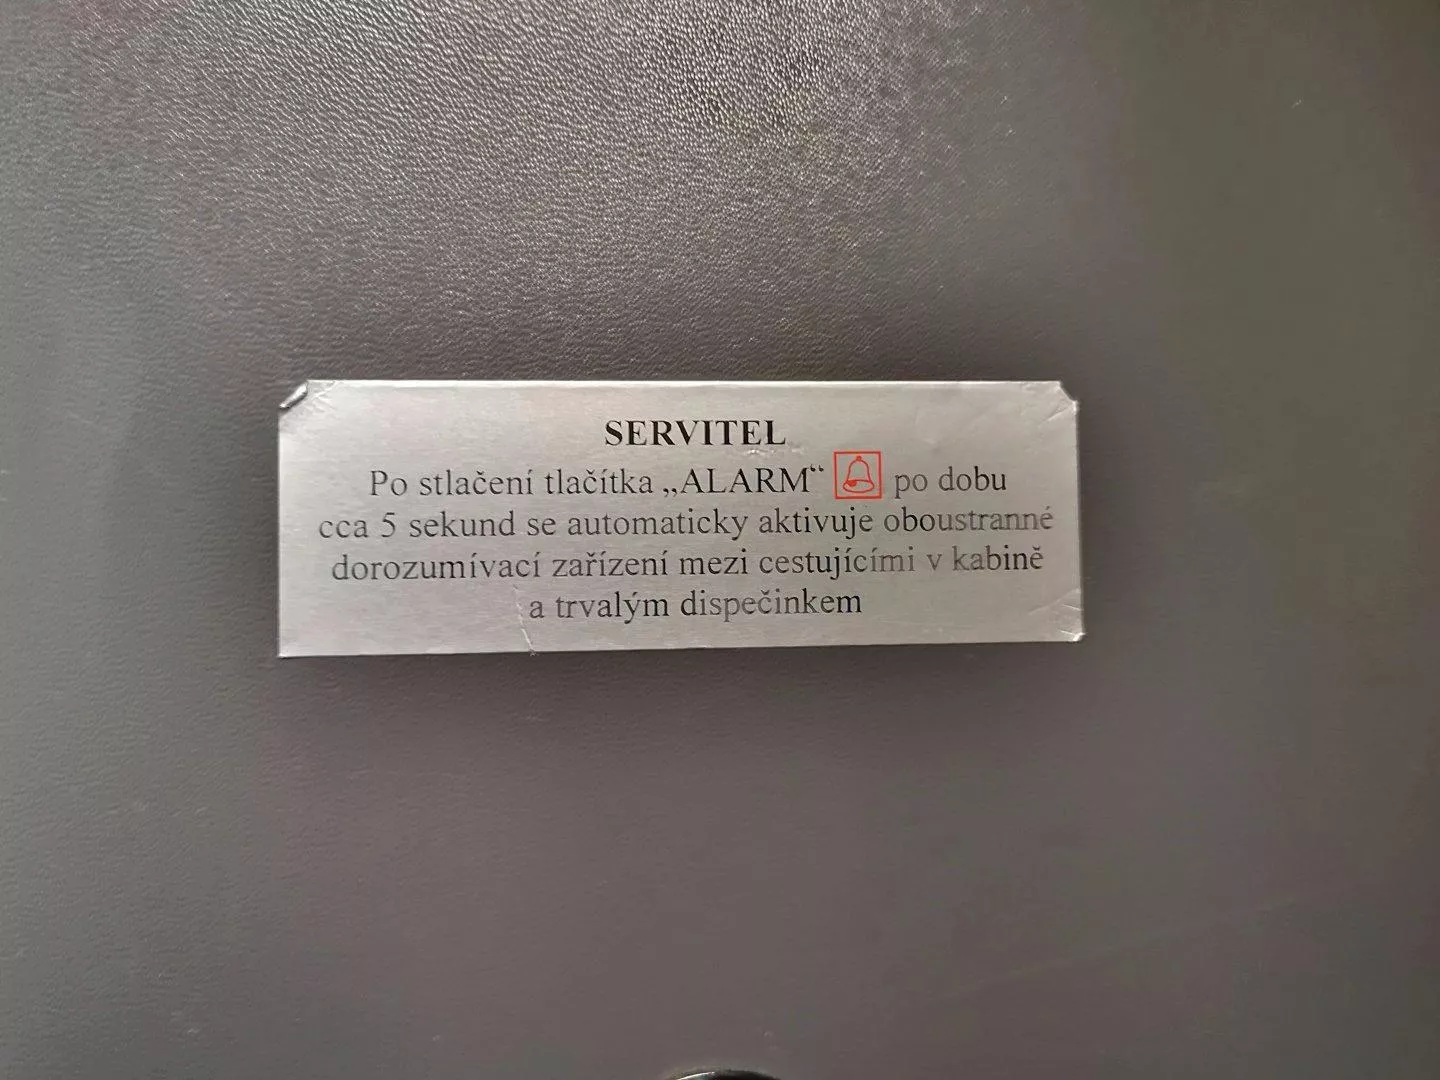 SERVITEL
Po stlačení tlačítka „ALARM“ po dobu
cca 5 sekund se automaticky aktivuje oboustranné
dorozumívací zařízení mezi cestujícími v kabině
a trvalým dispečinkem